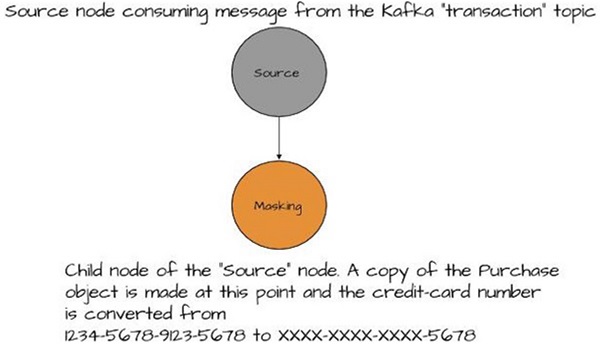 Source node consuming message from the Kafka "transaction" topic
Source
Masking
Child node of the "Source" node. A copy of the Purchase
object is made at this point and the credit-card number
is converted from
1234-5678-9123-5678 to XXXX-XXXX-XXXX-5678